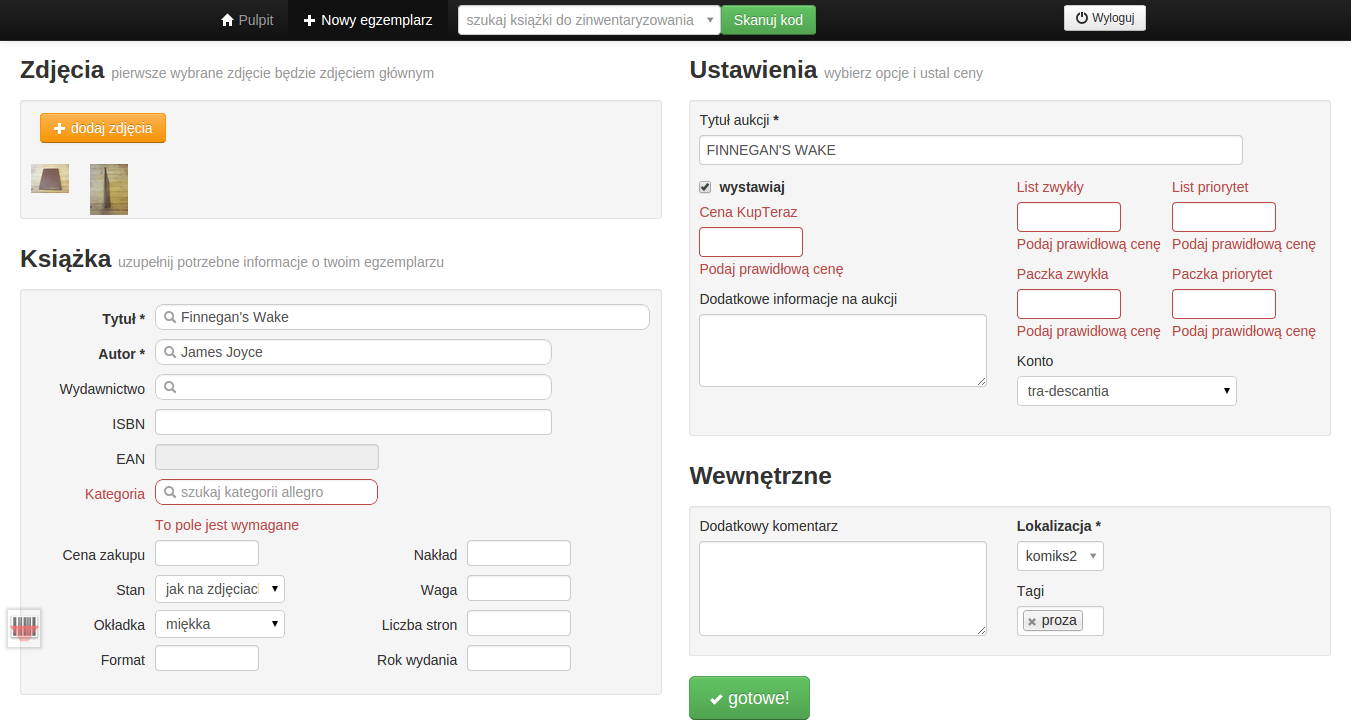 Pulpit Nowy egzemplarz szukaj książki do zinwentaryzowania Skanuj kod Wyloguj
Zdjęcia pierwsze wybrane zdjęcie będzie zdjęciem głównym
dodaj zdjęcia
Książka uzupełnij potrzebne informacje o twoim egzemplarzu
Tytuł * Finnegan's Wake
Autor * James Joyce
Wydawnictwo
ISBN
EAN
Kategoria szukaj kategorii allegro
To pole jest wymagane
Cena zakupu Nakład
Stan jak na zdjęciach Waga
Okładka miękka Liczba stron
Format Rok wydania
Ustawienia wybierz opcje i ustal ceny
Tytuł aukcji *
FINNEGAN'S WAKE
wystawiaj
Cena KupTeraz
Podaj prawidłową cenę
Dodatkowe informacje na aukcji
List zwykły List priorytet
Podaj prawidłową cenę Podaj prawidłową cenę
Paczka zwykła Paczka priorytet
Podaj prawidłową cenę Podaj prawidłową cenę
Konto
tra-descantia
Wewnętrzne
Dodatkowy komentarz
Lokalizacja *
komiks2
Tagi
proza
gotowe!